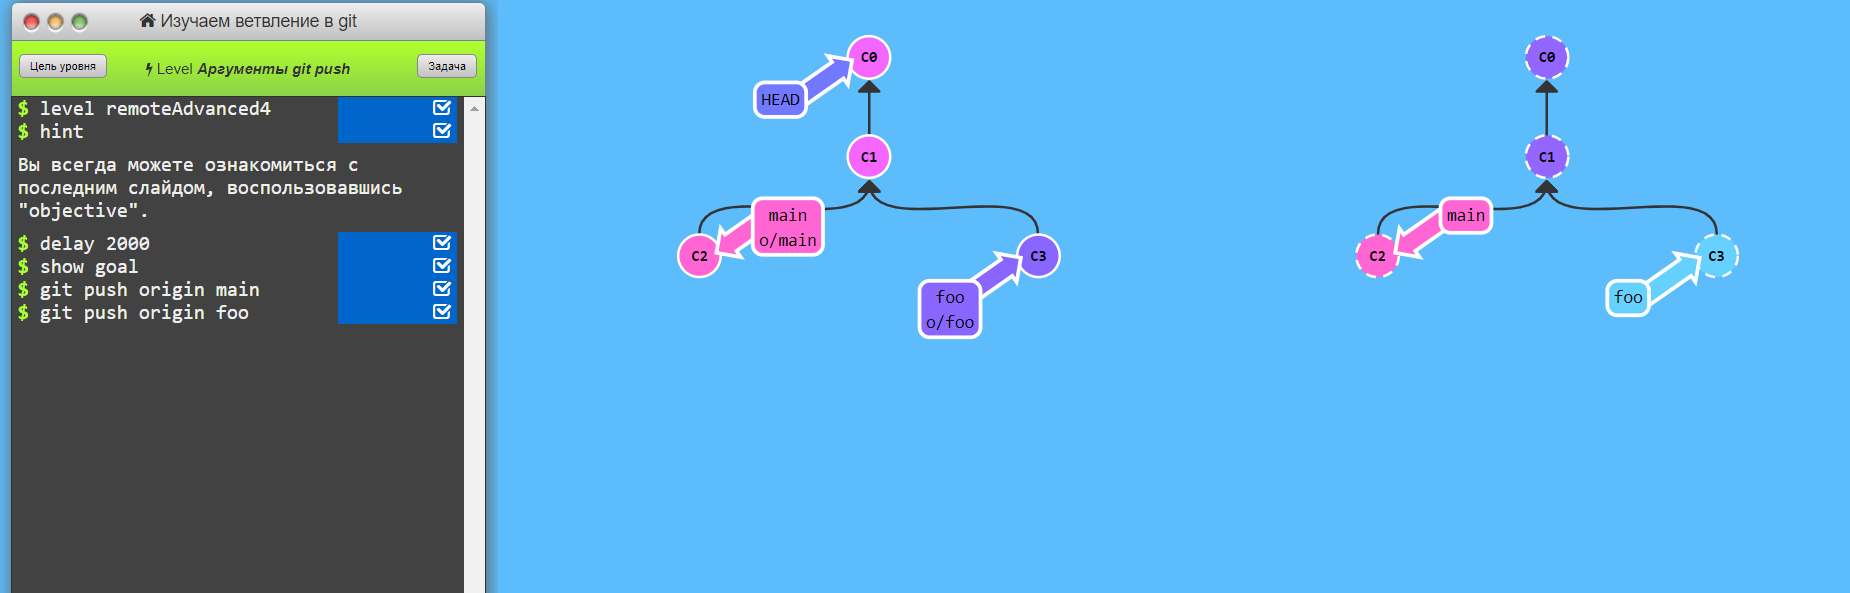 Изучаем ветвление в git
Цель уровня
Level Аргументы git push
Задача
$ level remoteAdvanced4
$ hint
Вы всегда можете ознакомиться с
последним слайдом, воспользовавшись
"objective".
$ delay 2000
$ show goal
$ git push origin main
$ git push origin foo
C0
HEAD
C1
main
o/main
C2
C3
foo
o/foo
C0
C1
main
C2
C3
foo